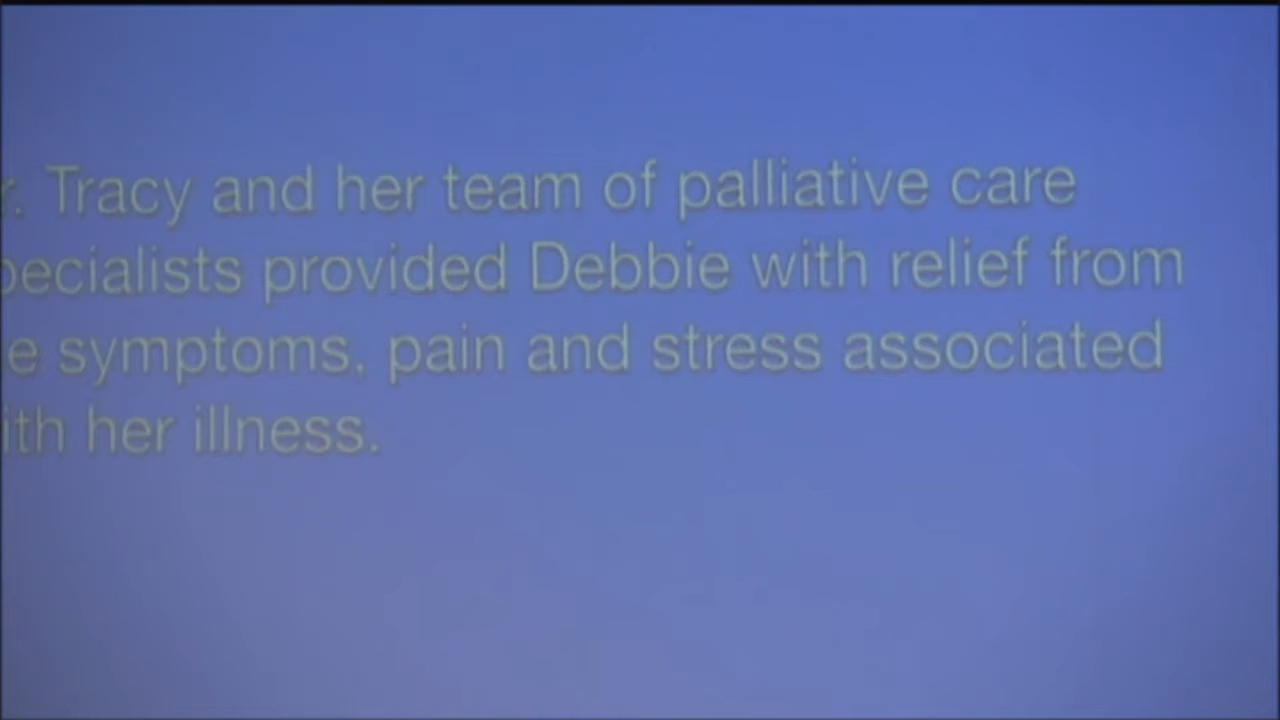 r. Tracy and her team of palliative care
pecialists provided Debbie with relief from
e symptoms, pain and stress associated
ith her illness.